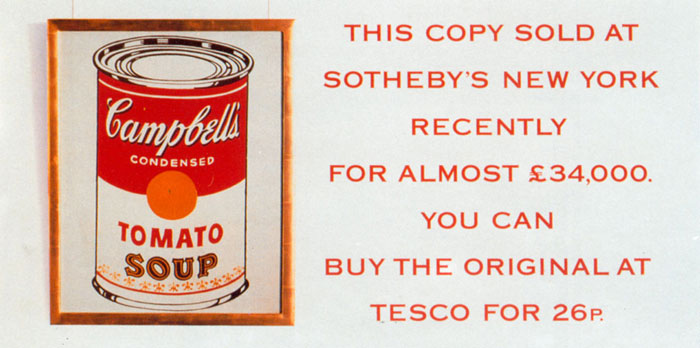 Campbell's
CONDENSED
TOMATO
SOUP
THIS COPY SOLD AT
SOTHEBY'S NEW YORK
RECENTLY
FOR ALMOST £34,000.
YOU CAN
BUY THE ORIGINAL AT
TESCO FOR 26P.